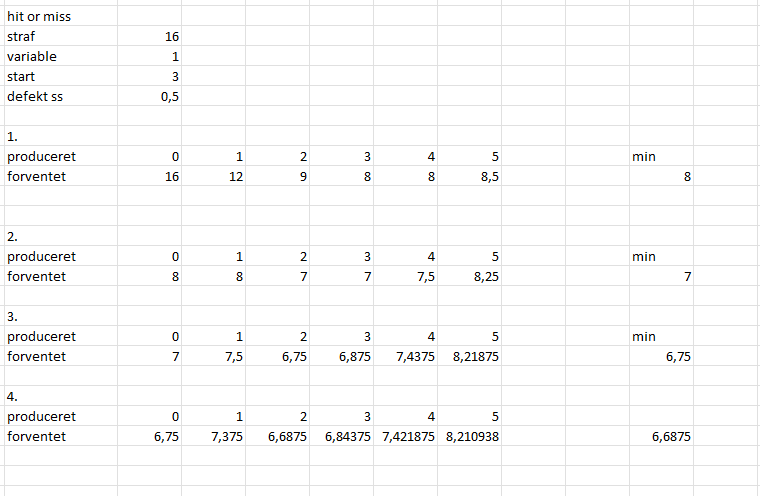 hit or miss
straf 16
variable 1
start 3
defekt ss 0,5
1.
produceret 0 1 2 3 4 5 min
forventet 16 12 9 8 8 8,5 8
2.
produceret 0 1 2 3 4 5 min
forventet 8 8 7 7 7,5 8,25 7
3.
produceret 0 1 2 3 4 5 min
forventet 7 7,5 6,75 6,875 7,4375 8,21875 6,75
4.
produceret 0 1 2 3 4 5
forventet 6,75 7,375 6,6875 6,84375 7,421875 8,210938 6,6875